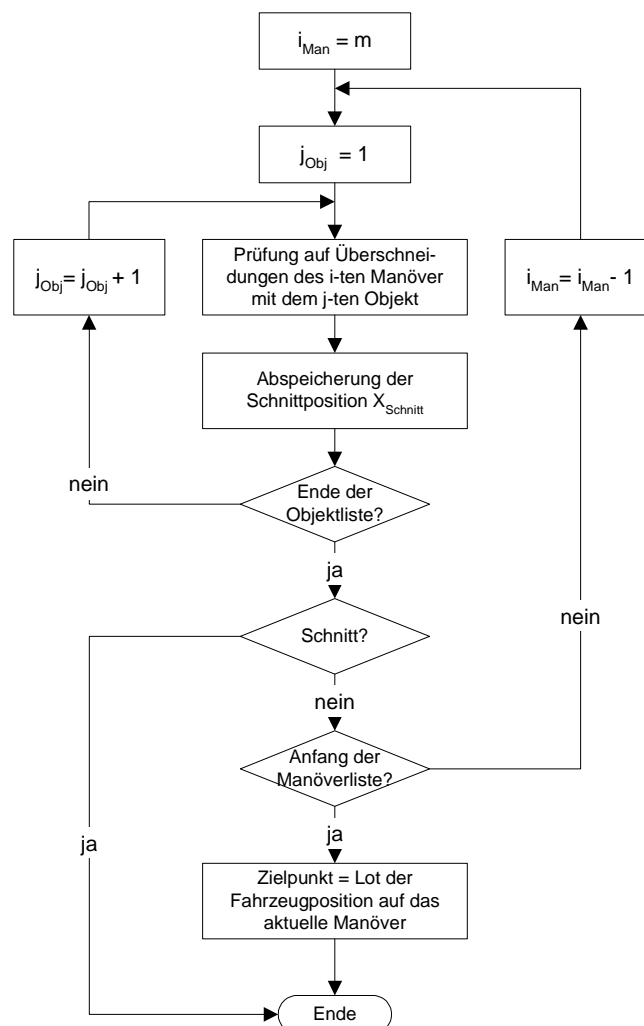 i_Man = m
j_Obj = 1
j_Obj= j_Obj + 1
Prüfung auf Überschnei-
dungen des i-ten Manöver
mit dem j-ten Objekt
i_Man= i_Man- 1
Abspeicherung der
Schnittposition X_Schnitt
nein
Ende der
Objektliste?
ja
Schnitt?
nein
nein
Anfang der
Manöverliste?
ja
ja
Zielpunkt = Lot der
Fahrzeugposition auf das
aktuelle Manöver
Ende